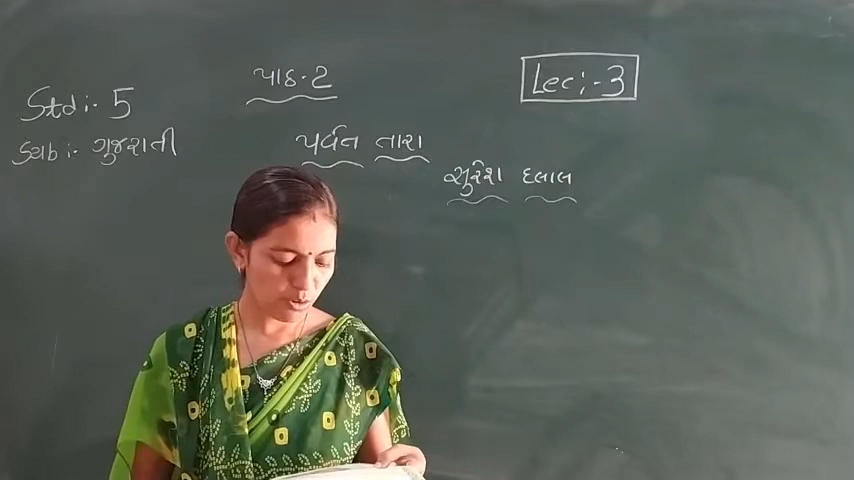 Std :- 5
પાઠ-2
Lec :- 3
Sub :- ગુજરાતી
પર્વત તારા
સુરેશ દલાલ